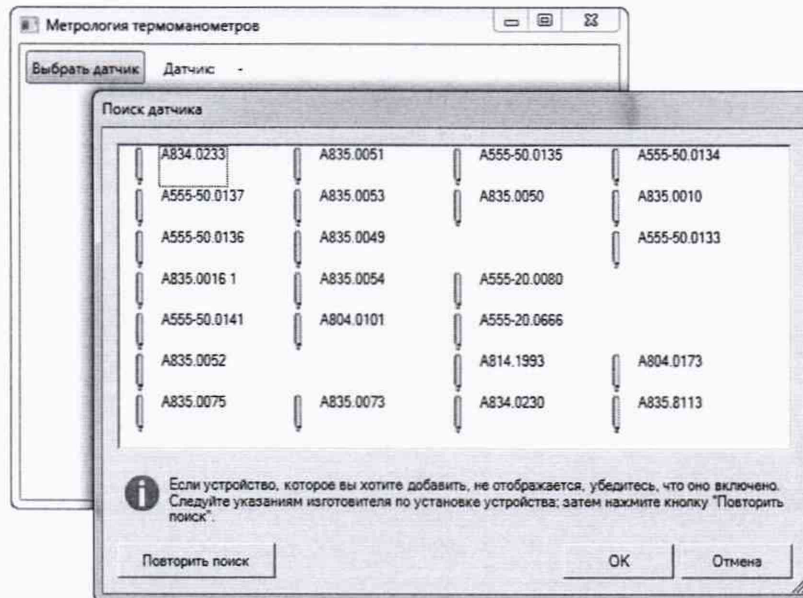 Метрология термоманометров
Выбрать датчик Датчик: -
Поиск датчика
A834.0233 A835.0051 A555-50.0135 A555-50.0134
A555-50.0137 A835.0053 A835.0050 A835.0010
A555-50.0136 A835.0049 A555-50.0133
A835.0016 1 A835.0054 A555-20.0080
A555-50.0141 A804.0101 A555-20.0666
A835.0052 A814.1993 A804.0173
A835.0075 A835.0073 A834.0230 A835.8113
Если устройство, которое вы хотите добавить, не отображается, убедитесь, что оно включено.
Следуйте указаниям изготовителя по установке устройства; затем нажмите кнопку "Повторить
поиск".
Повторить поиск OK Отмена